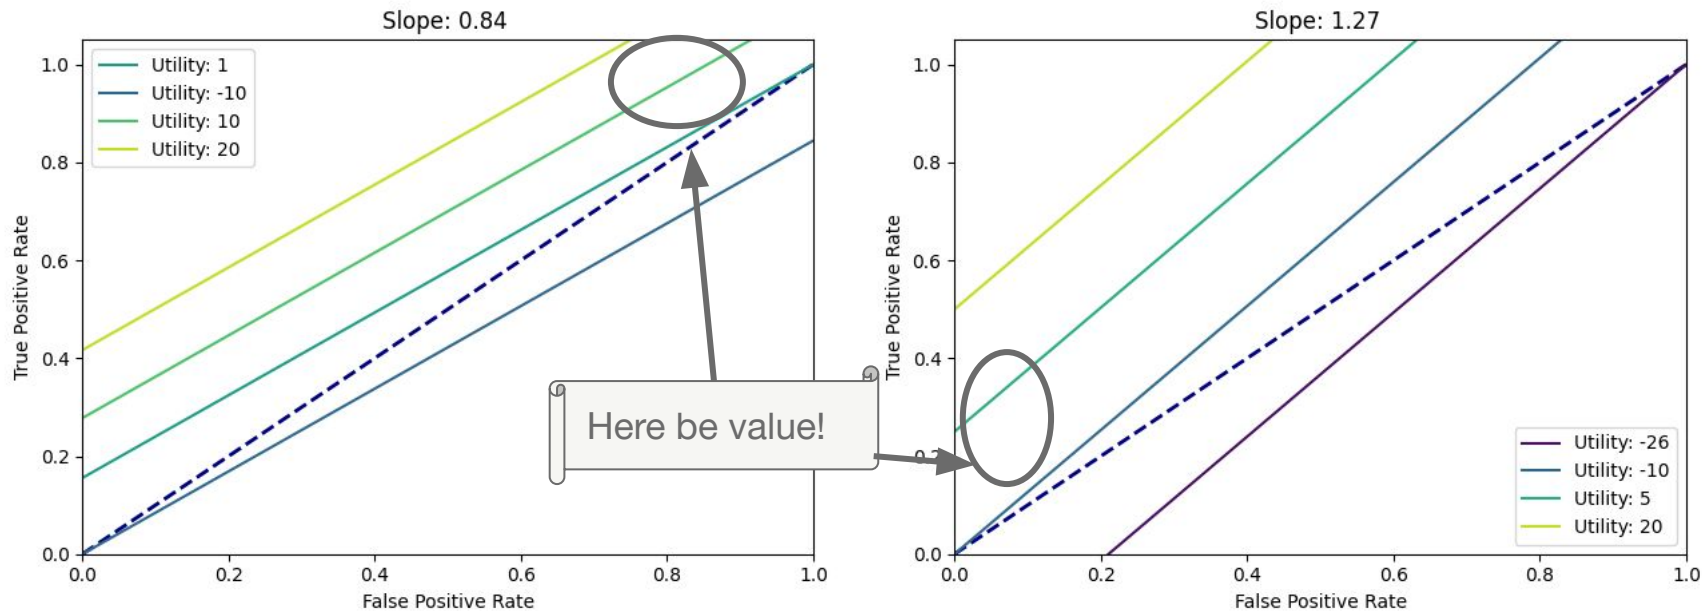 Slope: 0.84
1.0
0.8
0.6
0.4
0.2
0.0
True Positive Rate
Utility: 1
Utility: -10
Utility: 10
Utility: 20
0.0 0.2 0.4 0.6 0.8 1.0
False Positive Rate
Here be value!
Slope: 1.27
1.0
0.8
0.6
0.4
0.2
0.0
True Positive Rate
Utility: -26
Utility: -10
Utility: 5
Utility: 20
0.0 0.2 0.4 0.6 0.8 1.0
False Positive Rate